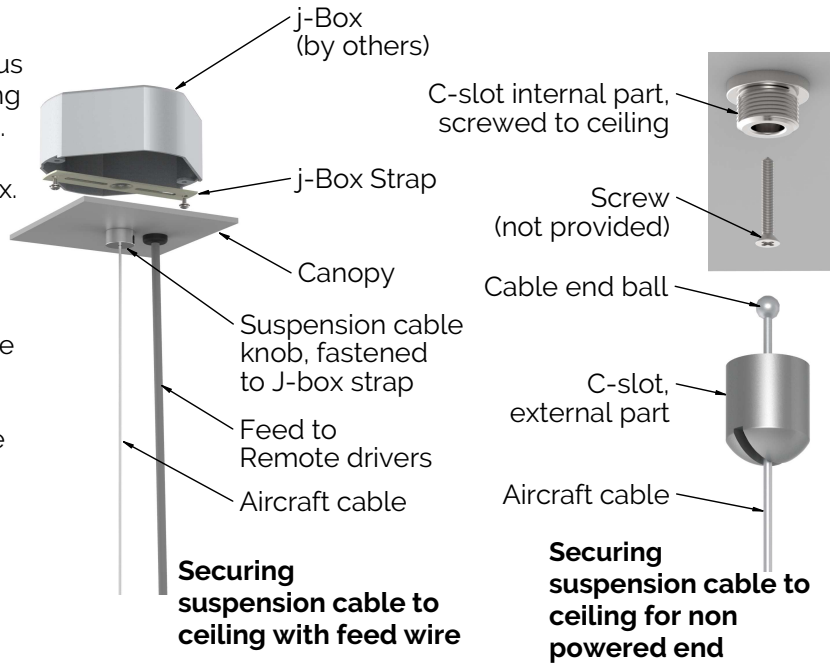 us
ng
.
x.
e
e
j-Box
(by others)
j-Box Strap
Canopy
Suspension cable
knob, fastened
to J-box strap
Feed to
Remote drivers
Aircraft cable
Securing
suspension cable to
ceiling with feed wire
C-slot internal part,
screwed to ceiling
Screw
(not provided)
Cable end ball
C-slot,
external part
Aircraft cable
Securing
suspension cable to
ceiling for non
powered end